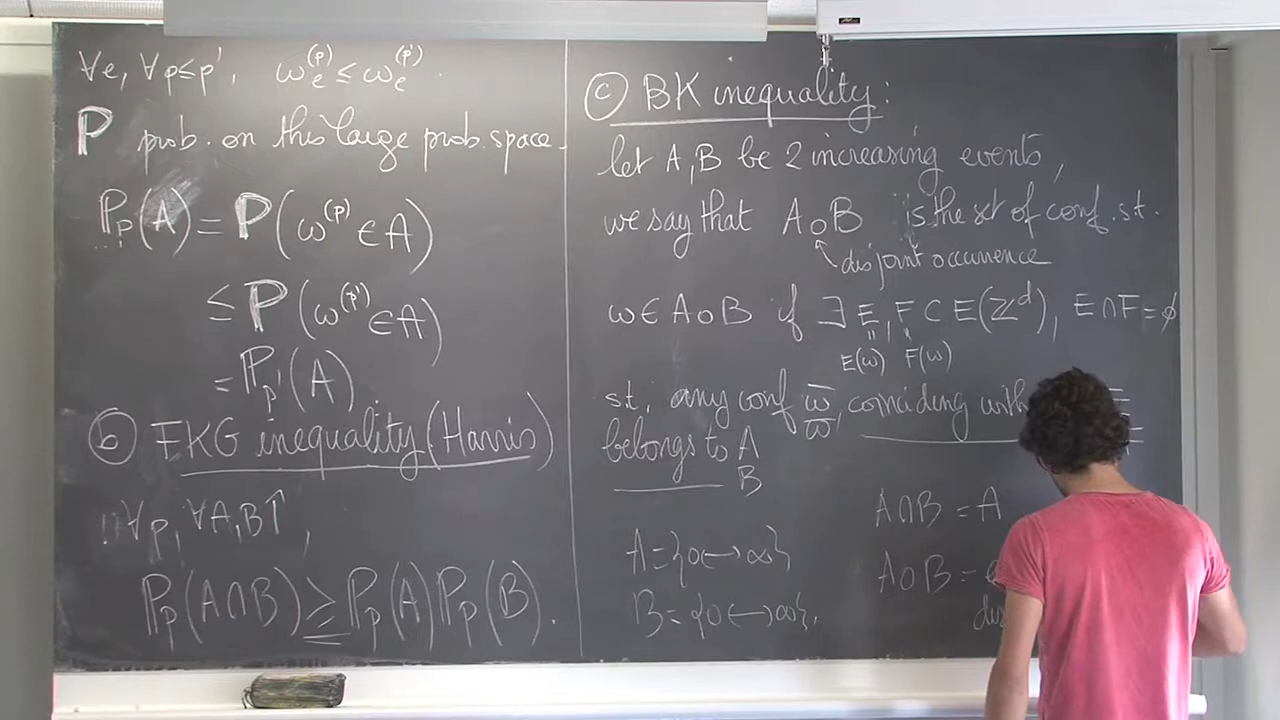 ∀e, ∀p≤p', ω_e^(p) ≤ ω_e^(p').
P prob. on this large prob. space.
P_p(A) = P(ω^(p) ∈ A)
≤ P(ω^(p') ∈ A)
= P_p'(A)
ⓑ FKG inequality (Harris)
∀p, ∀A,B↑,
P_p(A∩B) ≥ P_p(A) P_p(B).
ⓒ BK inequality:
let A,B be 2 increasing events,
we say that A∘B is the set of conf. st.
disjoint occurrence
ω∈A∘B if ∃ E,F ⊂ E(ℤ^d), E∩F=∅
E(ω) F(ω)
st. any conf ω̄, coinciding with
ω̄
belongs to A
B
A∩B = A
A={0↔∞}
A∘B =
B={0↔∞},